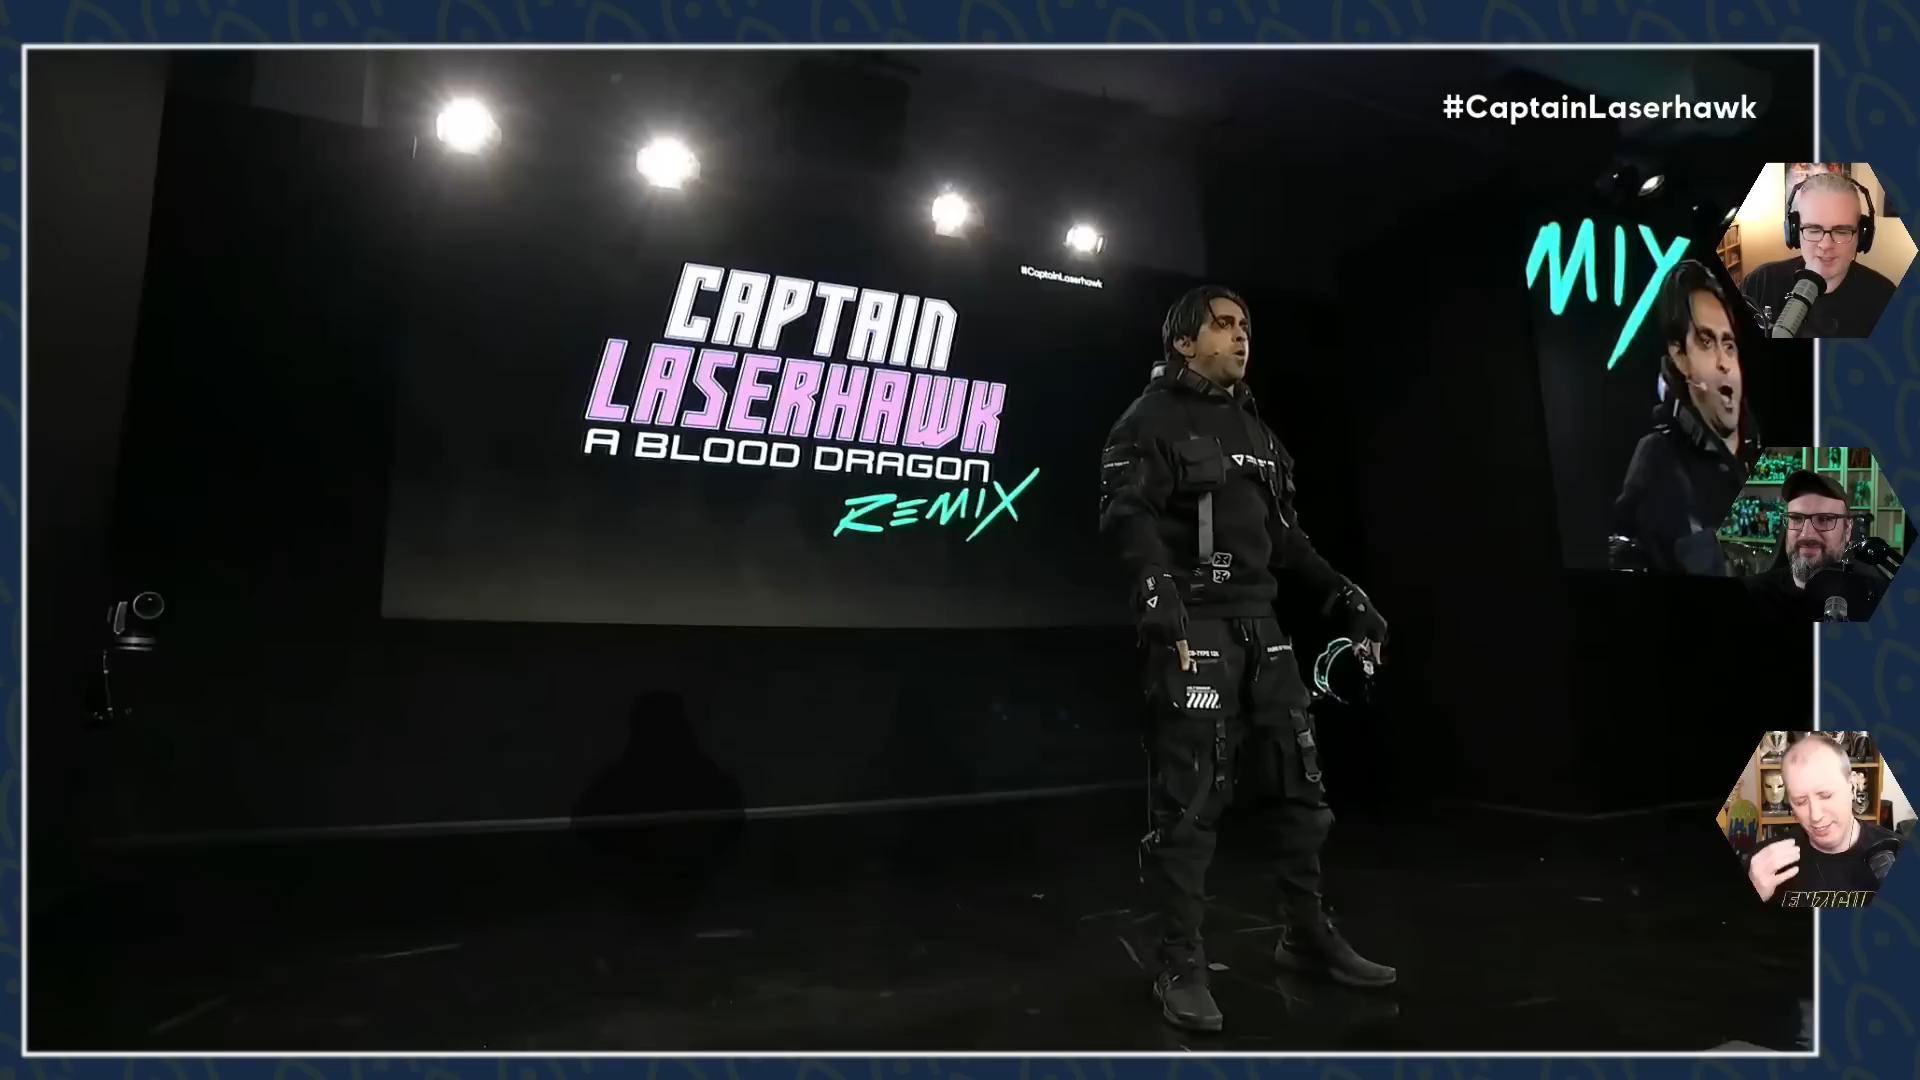 #CaptainLaserhawk
CAPTAIN
LASERHAWK
A BLOOD DRAGON
REMIX
#CaptainLaserhawk
MIX